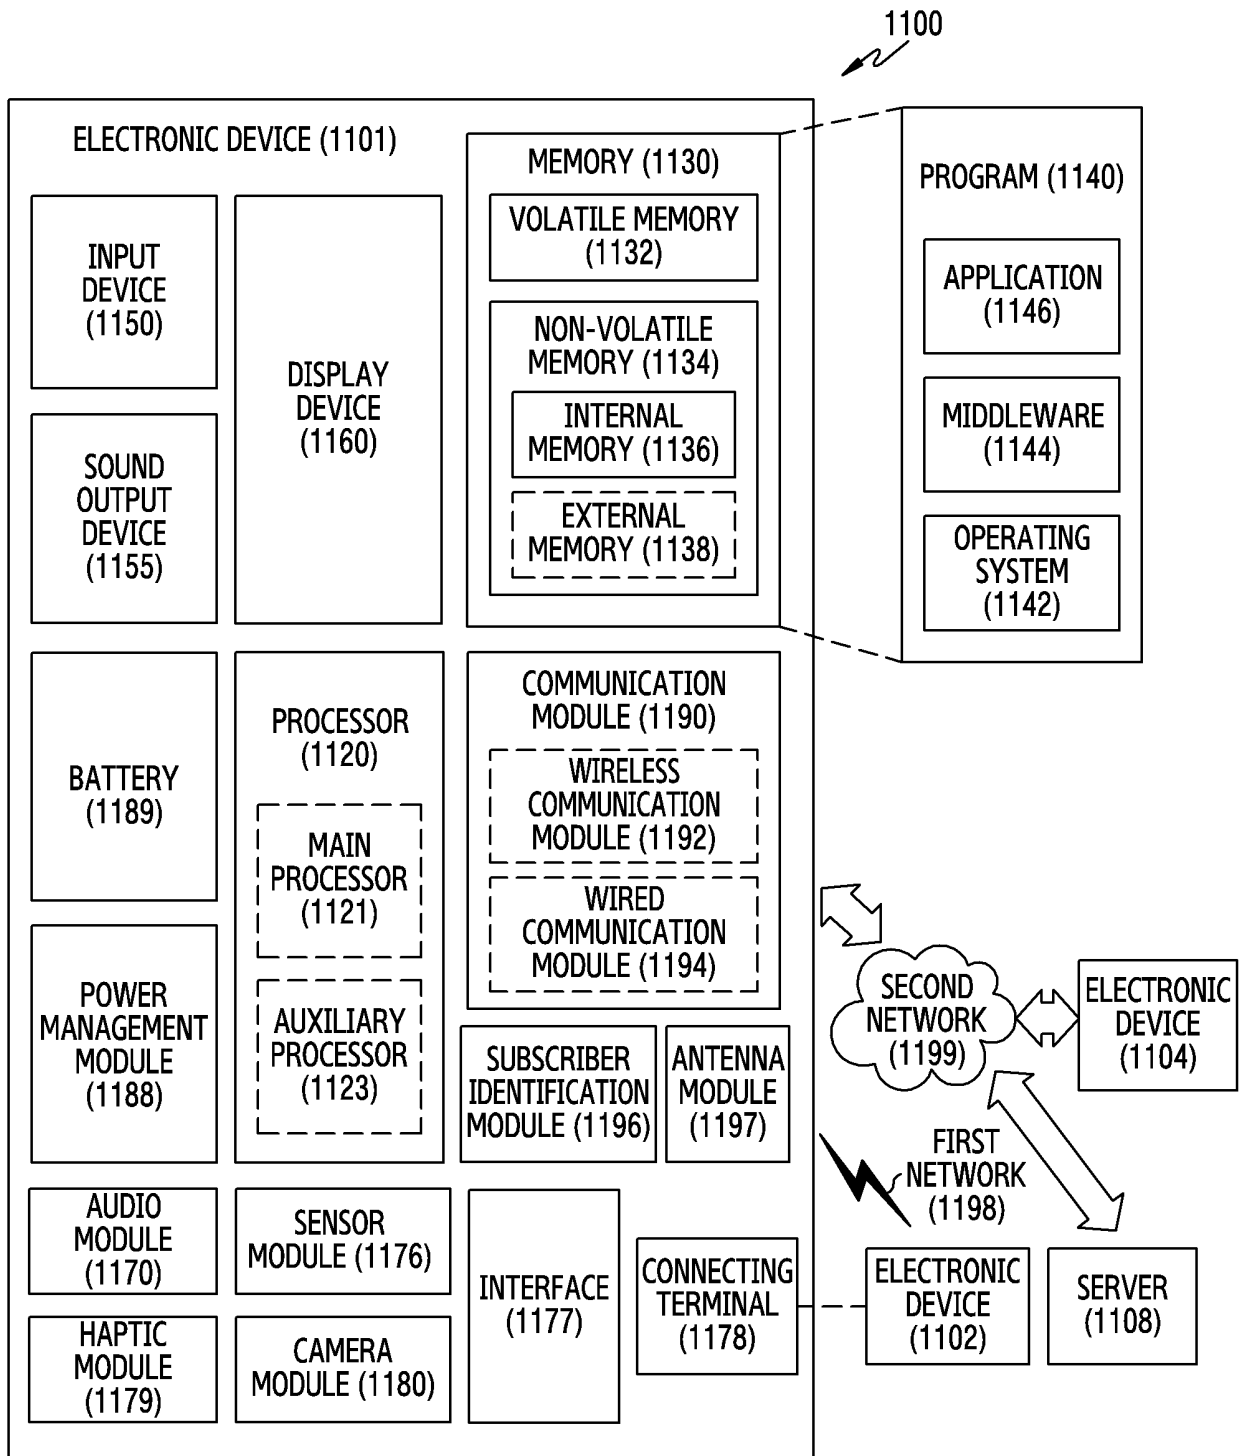 1100
ELECTRONIC DEVICE (1101)
INPUT
DEVICE
(1150)
SOUND
OUTPUT
DEVICE
(1155)
DISPLAY
DEVICE
(1160)
MEMORY (1130)
VOLATILE MEMORY
(1132)
NON-VOLATILE
MEMORY (1134)
INTERNAL
MEMORY (1136)
EXTERNAL
MEMORY (1138)
PROGRAM (1140)
APPLICATION
(1146)
MIDDLEWARE
(1144)
OPERATING
SYSTEM
(1142)
BATTERY
(1189)
POWER
MANAGEMENT
MODULE
(1188)
PROCESSOR
(1120)
MAIN
PROCESSOR
(1121)
AUXILIARY
PROCESSOR
(1123)
COMMUNICATION
MODULE (1190)
WIRELESS
COMMUNICATION
MODULE (1192)
WIRED
COMMUNICATION
MODULE (1194)
SUBSCRIBER
IDENTIFICATION
MODULE (1196)
ANTENNA
MODULE
(1197)
SECOND
NETWORK
(1199)
ELECTRONIC
DEVICE
(1104)
FIRST
NETWORK
(1198)
AUDIO
MODULE
(1170)
SENSOR
MODULE (1176)
INTERFACE
(1177)
CONNECTING
TERMINAL
(1178)
ELECTRONIC
DEVICE
(1102)
SERVER
(1108)
HAPTIC
MODULE
(1179)
CAMERA
MODULE (1180)